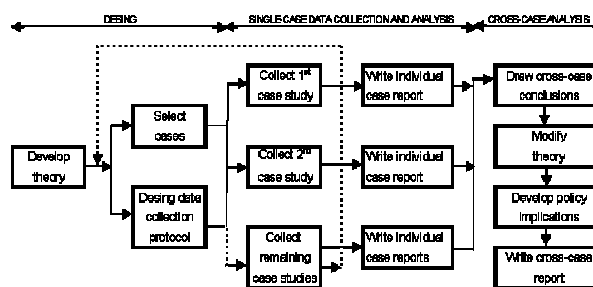 DESING
SINGLE CASE DATA COLLECTION AND ANALYSIS
CROSS-CASE ANALYSIS
Develop
theory
Select
cases
Desing data
collection
protocol
Collect 1st
case study
Collect 2nd
case study
Collect
remaining
case studies
Write individual
case report
Write individual
case report
Write individual
case reports
Draw cross-case
conclusions
Modify
theory
Develop policy
implications
Write cross-case
report